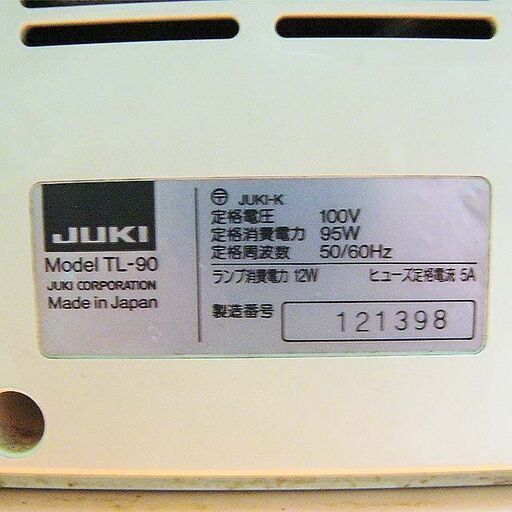 JUKI
Model TL-90
JUKI CORPORATION
Made in Japan
〒 JUKI-K
定格電圧 100V
定格消費電力 95W
定格周波数 50/60Hz
ランプ消費電力 12W ヒューズ定格電流 5A
製造番号 121398